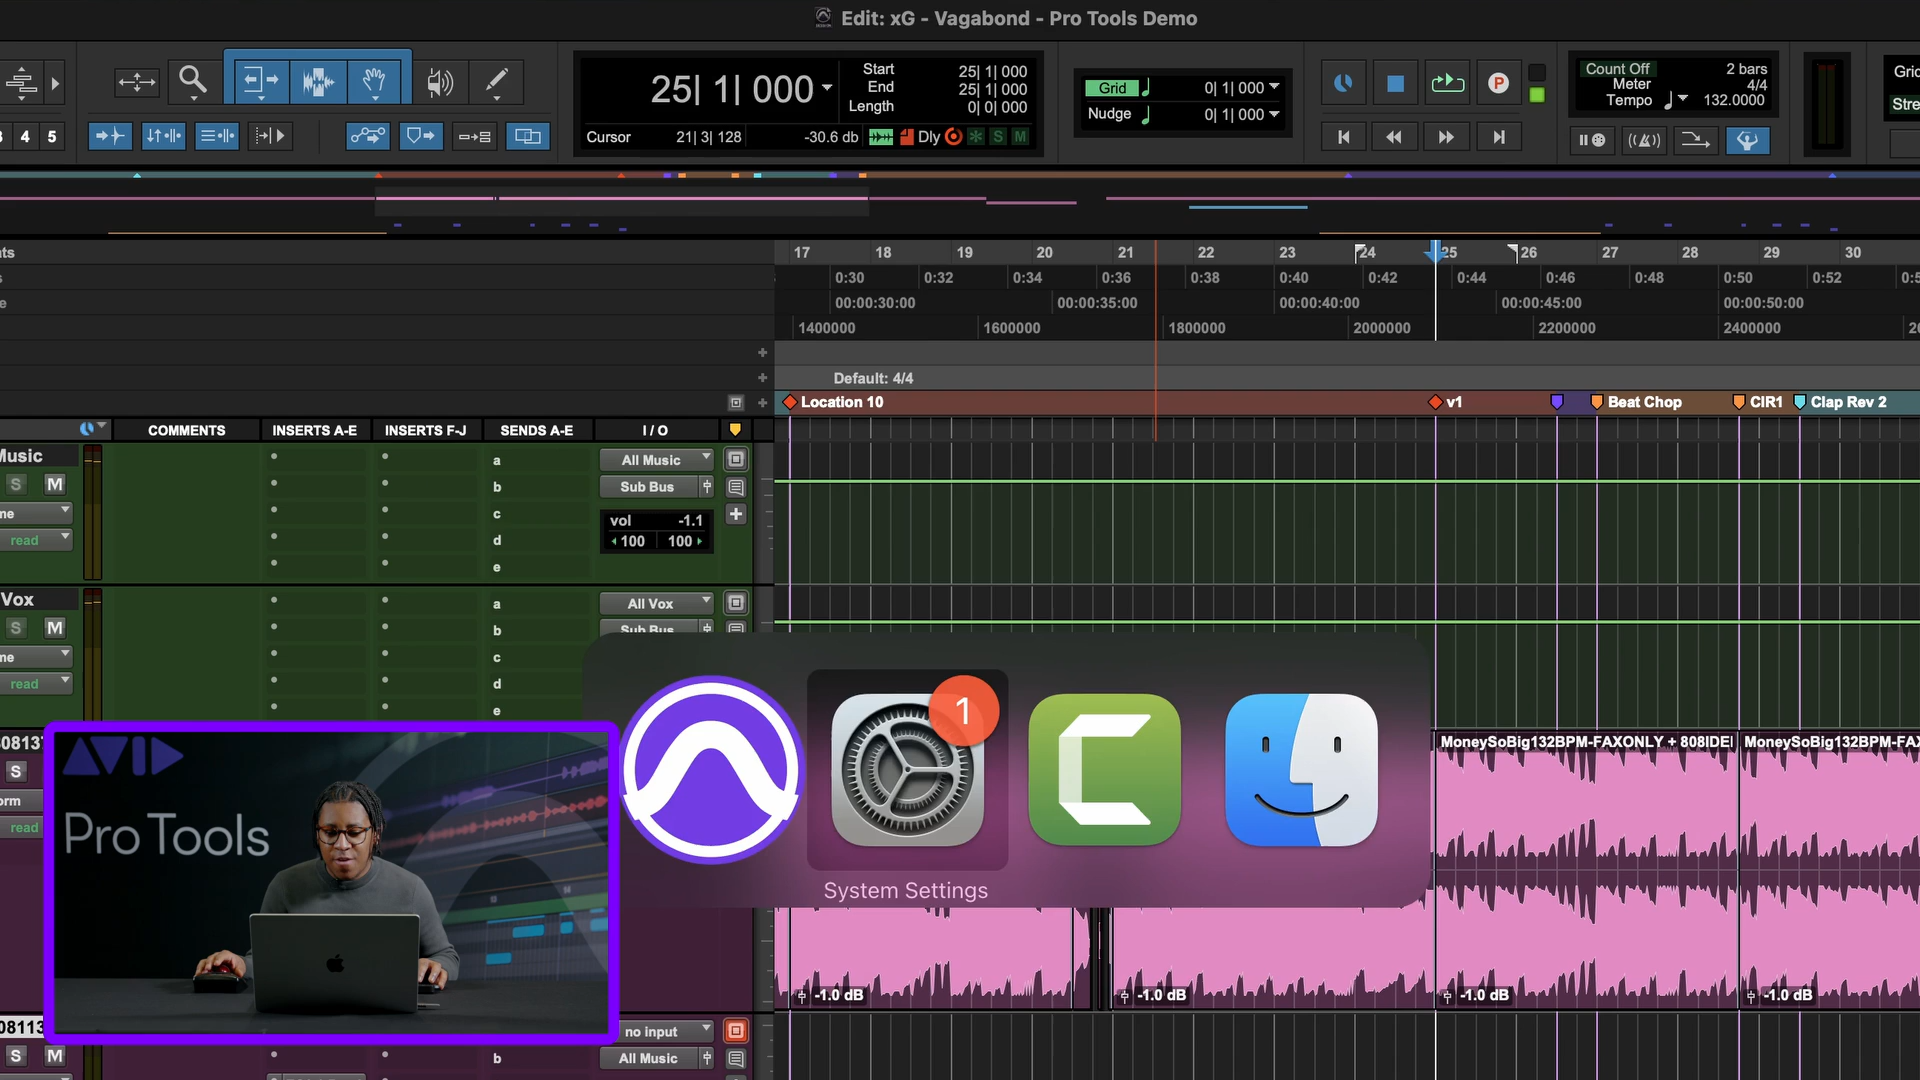 Edit: xG - Vagabond - Pro Tools Demo
25| 1| 000
Start 25| 1| 000
End 25| 1| 000
Length 0| 0| 000
Cursor 21| 3| 128 -30.6 db Dly S M
Grid 0| 1| 000
Nudge 0| 1| 000
P
Count Off 2 bars
Meter 4/4
Tempo 132.0000
4 5
17 18 19 20 21 22 23 24 25 26 27 28 29 30
0:30 0:32 0:34 0:36 0:38 0:40 0:42 0:44 0:46 0:48 0:50 0:52
00:00:30:00 00:00:35:00 00:00:40:00 00:00:45:00 00:00:50:00
1400000 1600000 1800000 2000000 2200000 2400000
Default: 4/4
Location 10 v1 Beat Chop CIR1 Clap Rev 2
COMMENTS INSERTS A-E INSERTS F-J SENDS A-E I / O
Music
a All Music
S M b Sub Bus
c
vol -1.1
read d 100 100
e
Vox
a All Vox
S M b Sub Bus
c
read d
e
1
System Settings
S
read
MoneySoBig132BPM-FAXONLY + 808IDE
MoneySoBig132BPM-FAX
AVID
Pro Tools
-1.0 dB -1.0 dB -1.0 dB -1.0 dB
no input
S M b All Music